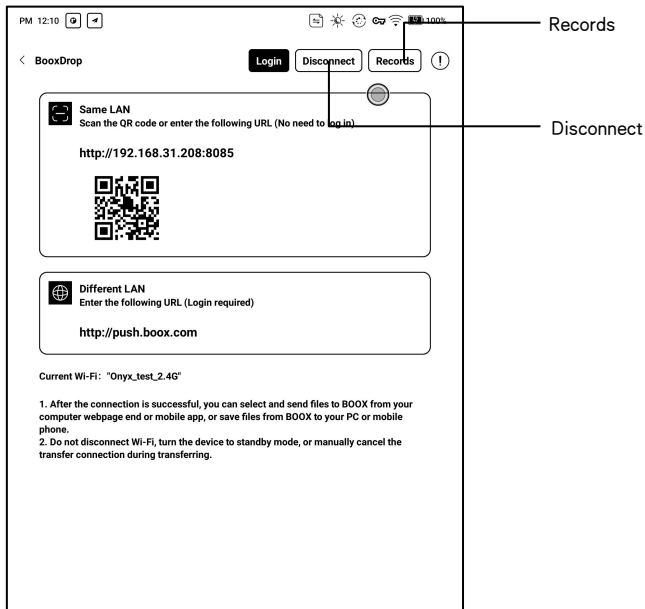 PM 12:10
100%
Records
BooxDrop
Login
Disconnect
Records
Same LAN
Scan the QR code or enter the following URL (No need to log in)
Disconnect
http://192.168.31.208:8085
Different LAN
Enter the following URL (Login required)
http://push.boox.com
Current Wi-Fi: "Onyx_test_2.4G"
1. After the connection is successful, you can select and send files to BOOX from your
computer webpage end or mobile app, or save files from BOOX to your PC or mobile
phone.
2. Do not disconnect Wi-Fi, turn the device to standby mode, or manually cancel the
transfer connection during transferring.